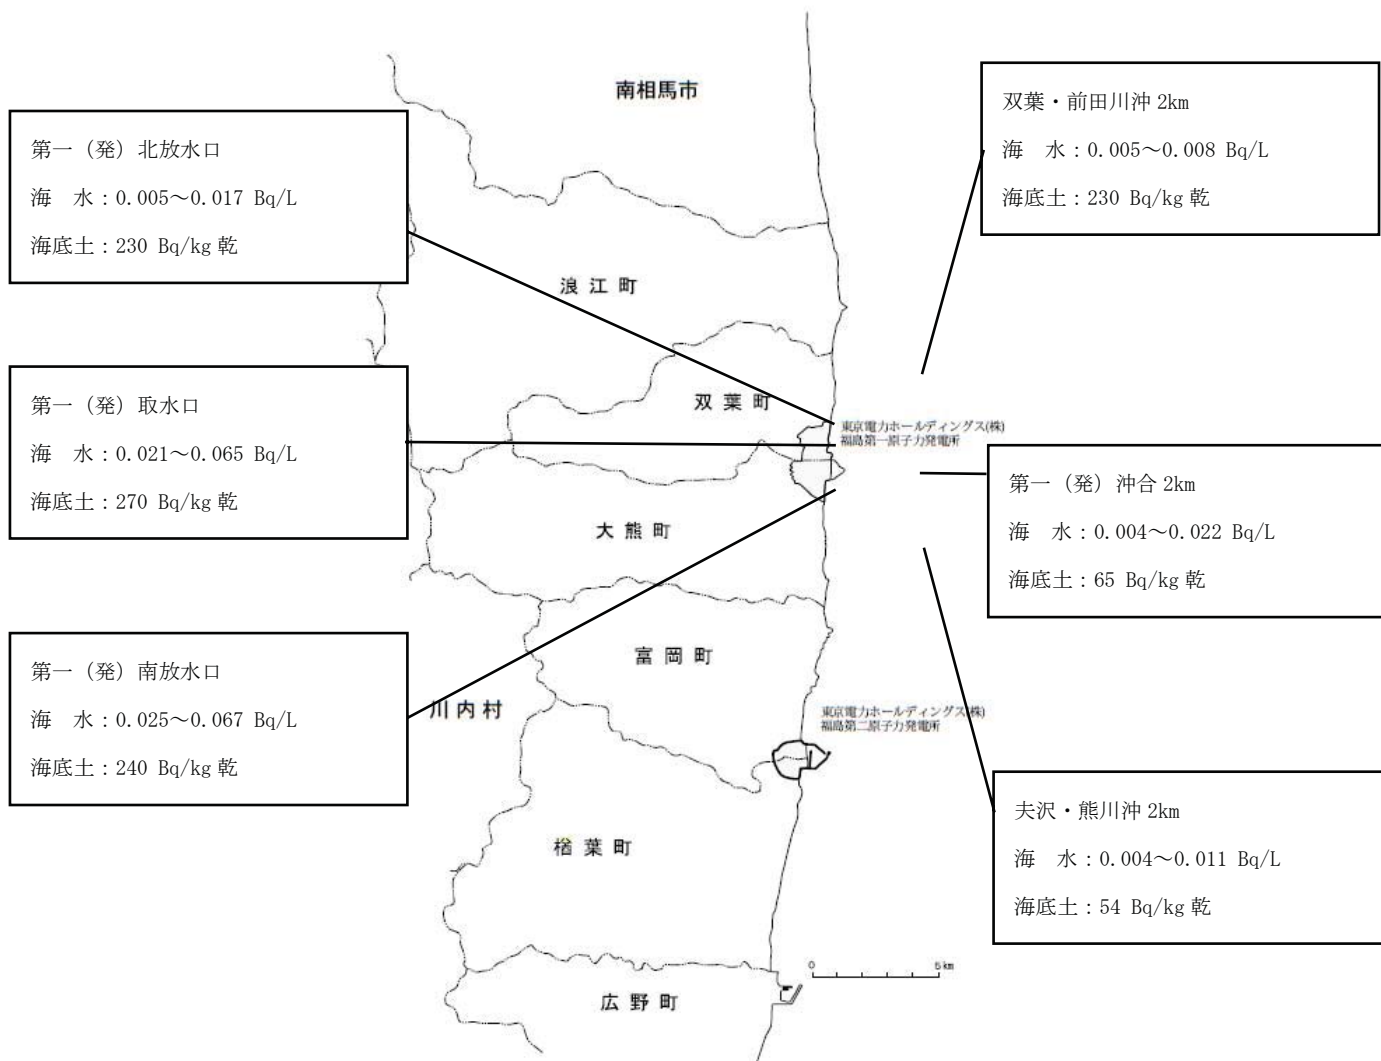 南相馬市
双葉・前田川沖 2km
海　水：0.005～0.008 Bq/L
海底土：230 Bq/kg 乾
第一（発）北放水口
海　水：0.005～0.017 Bq/L
海底土：230 Bq/kg 乾
浪江町
第一（発）取水口
海　水：0.021～0.065 Bq/L
海底土：270 Bq/kg 乾
双葉町
東京電力ホールディングス(株)
福島第一原子力発電所
第一（発）沖合 2km
海　水：0.004～0.022 Bq/L
海底土：65 Bq/kg 乾
大熊町
第一（発）南放水口
海　水：0.025～0.067 Bq/L
海底土：240 Bq/kg 乾
富岡町
川内村
東京電力ホールディングス(株)
福島第二原子力発電所
夫沢・熊川沖 2km
海　水：0.004～0.011 Bq/L
海底土：54 Bq/kg 乾
楢葉町
0 5km
広野町